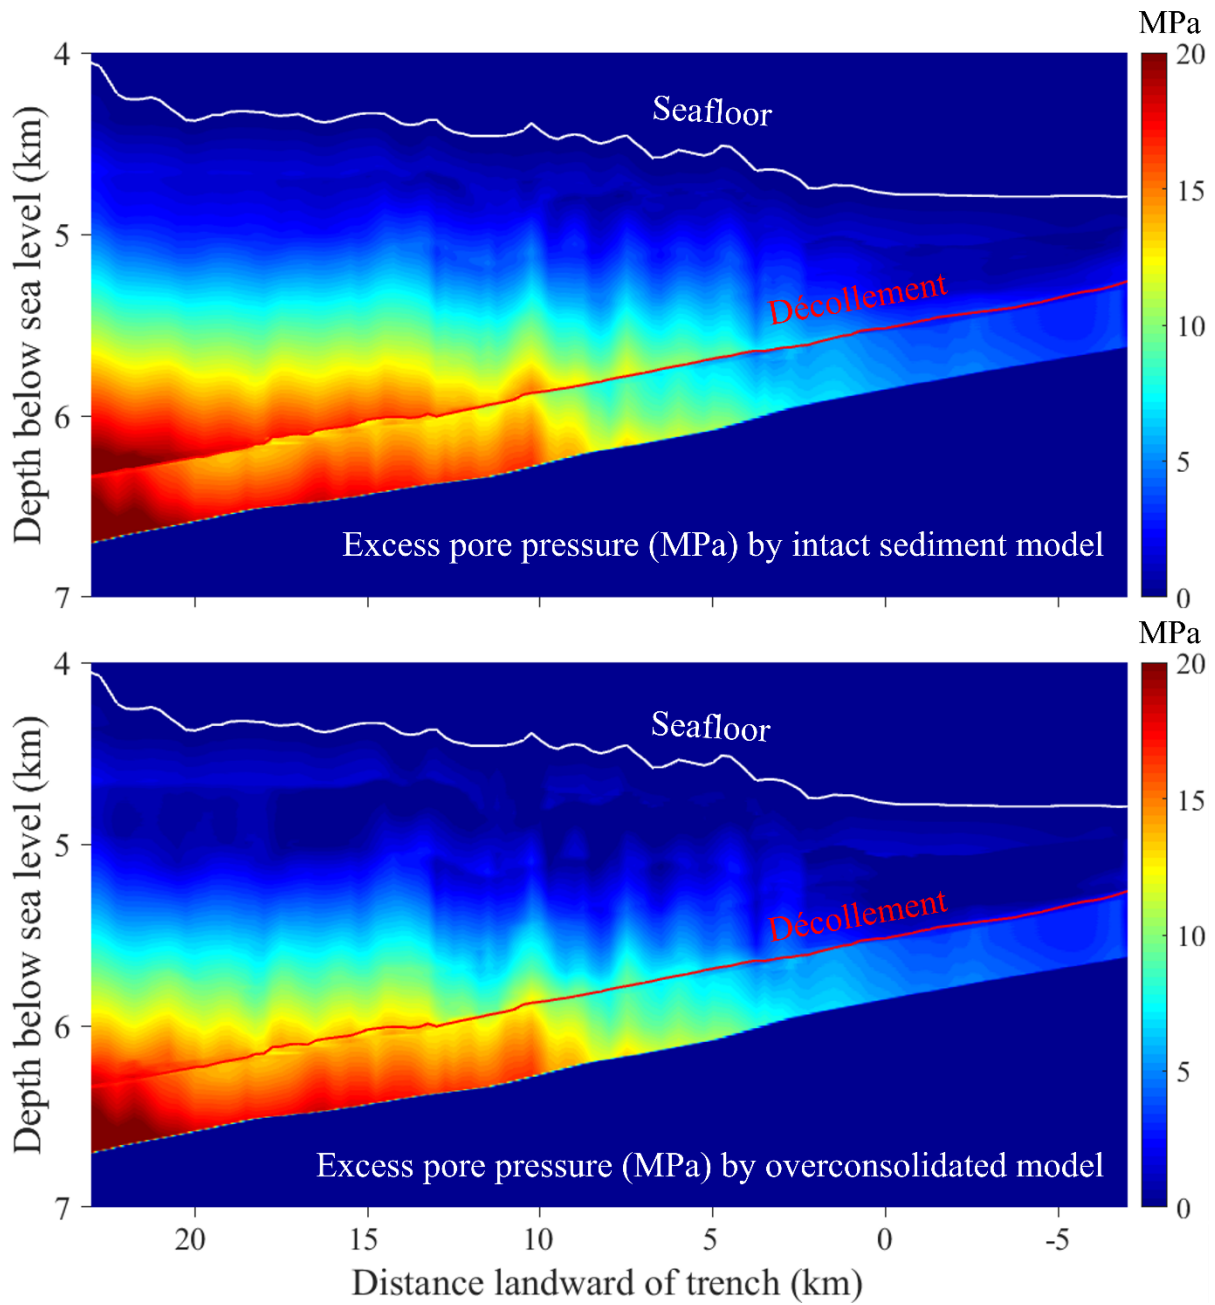 MPa
4
5
6
7
Depth below sea level (km)
Seafloor
Décollement
Excess pore pressure (MPa) by intact sediment model
20
15
10
5
0
MPa
4
5
6
7
Depth below sea level (km)
Seafloor
Décollement
Excess pore pressure (MPa) by overconsolidated model
20
15
10
5
0
20
15
10
5
0
-5
Distance landward of trench (km)